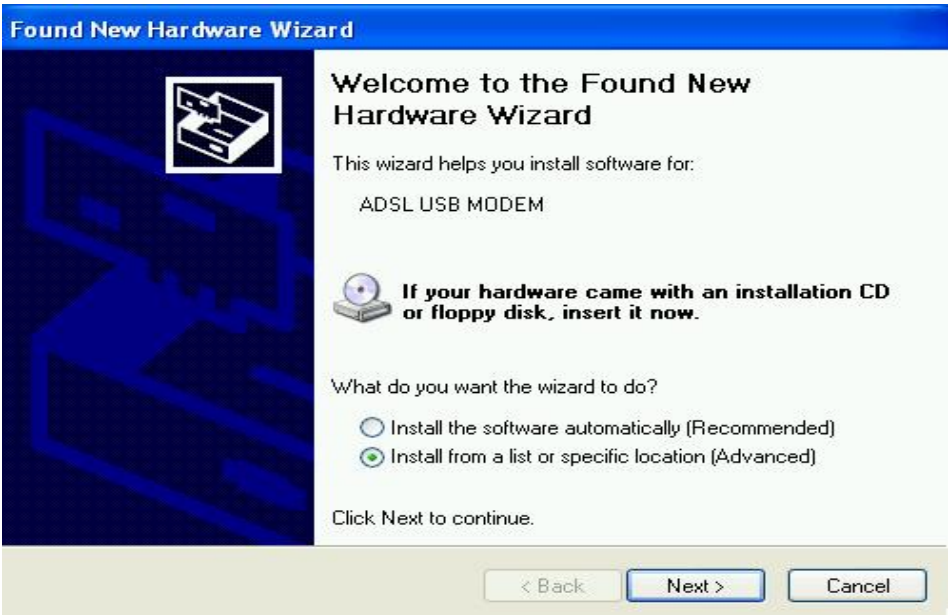 Found New Hardware Wizard
Welcome to the Found New
Hardware Wizard
This wizard helps you install software for:
ADSL USB MODEM
If your hardware came with an installation CD
or floppy disk, insert it now.
What do you want the wizard to do?
Install the software automatically (Recommended)
Install from a list or specific location (Advanced)
Click Next to continue.
< Back
Next >
Cancel